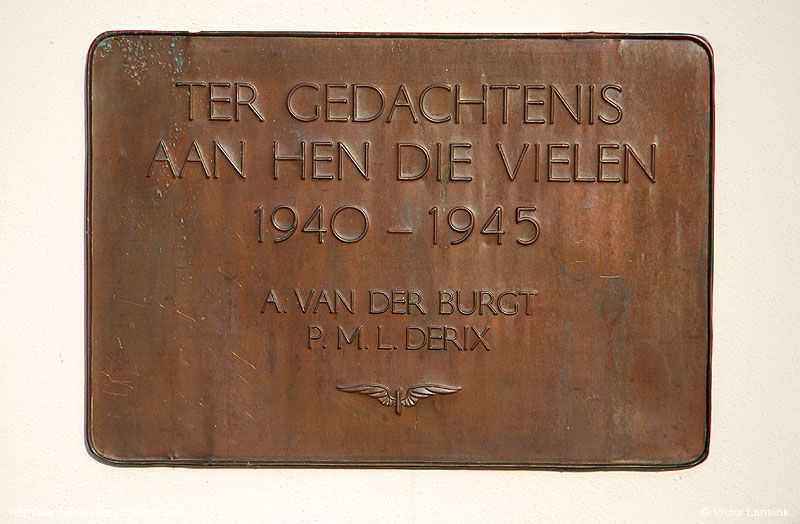 TER GEDACHTENIS
AAN HEN DIE VIELEN
1940 – 1945
A. VAN DER BURGT
P. M. L. DERIX
© Victor Lansink